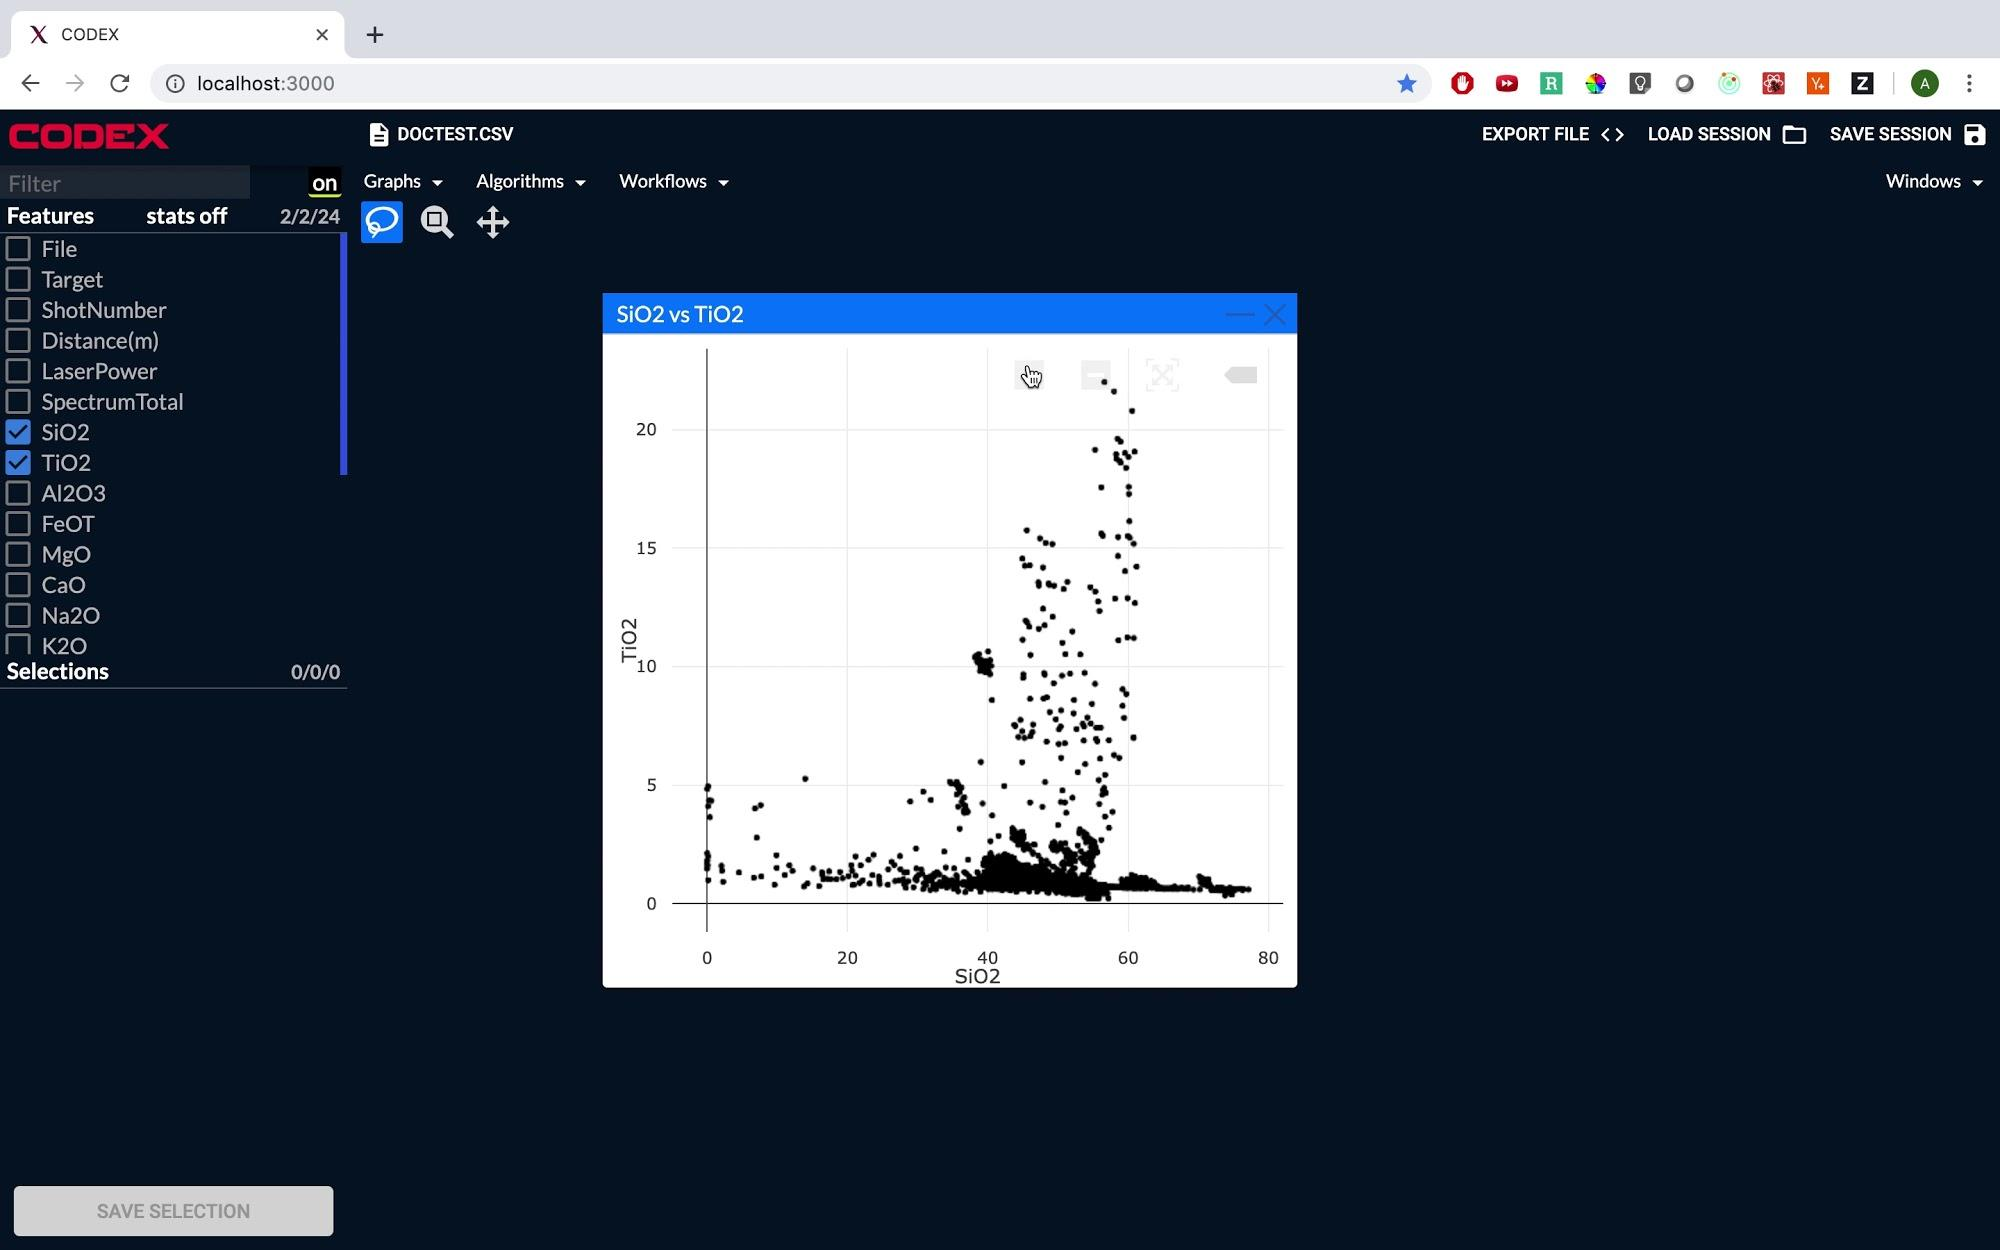 CODEX
localhost:3000
R
Y+
Z
A
CODEX
DOCTEST.CSV
EXPORT FILE
LOAD SESSION
SAVE SESSION
Filter
on
Graphs
Algorithms
Workflows
Windows
Features
stats off
2/2/24
File
Target
ShotNumber
Distance(m)
LaserPower
SpectrumTotal
SiO2
TiO2
Al2O3
FeOT
MgO
CaO
Na2O
K2O
Selections
0/0/0
SAVE SELECTION
SiO2 vs TiO2
20
15
10
5
0
TiO2
0
20
40
60
80
SiO2